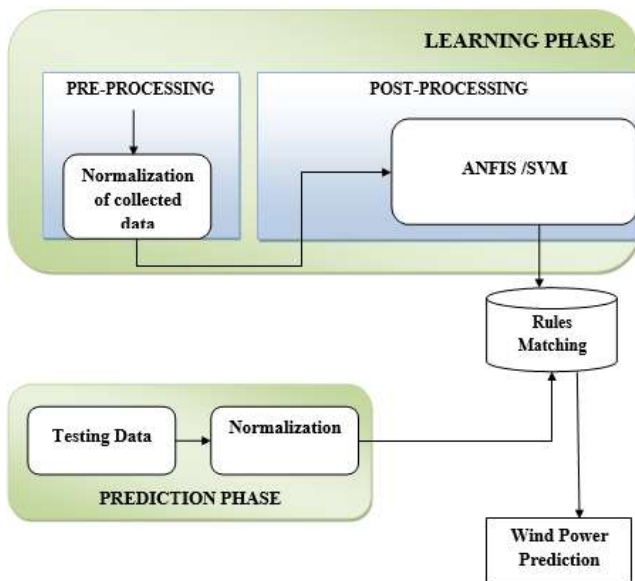 LEARNING PHASE
PRE-PROCESSING
POST-PROCESSING
Normalization
of collected
data
ANFIS /SVM
Rules
Matching
Testing Data
Normalization
PREDICTION PHASE
Wind Power
Prediction